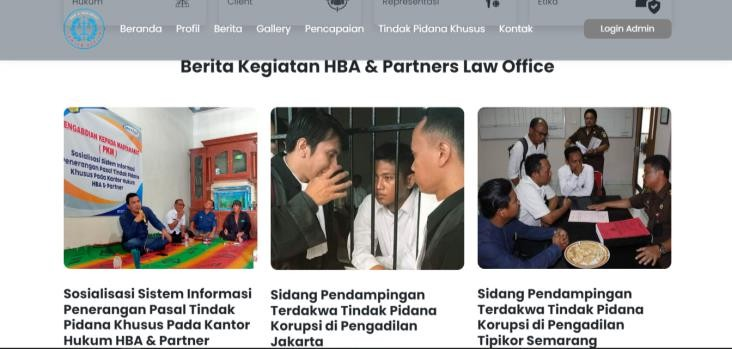 Hukum
Client
Representasi
Etika
Beranda Profil Berita Gallery Pencapaian Tindak Pidana Khusus Kontak Login Admin
Berita Kegiatan HBA & Partners Law Office
PENGABDIAN KEPADA MASYARAKAT
( PKM )
Sosialisasi Sistem Informasi
Penerangan Pasal Tindak Pidana
Khusus Pada Kantor Hukum
HBA & Partner
Sosialisasi Sistem Informasi
Penerangan Pasal Tindak
Pidana Khusus Pada Kantor
Hukum HBA & Partner
Sidang Pendampingan
Terdakwa Tindak Pidana
Korupsi di Pengadilan
Jakarta
Sidang Pendampingan
Terdakwa Tindak Pidana
Korupsi di Pengadilan
Tipikor Semarang